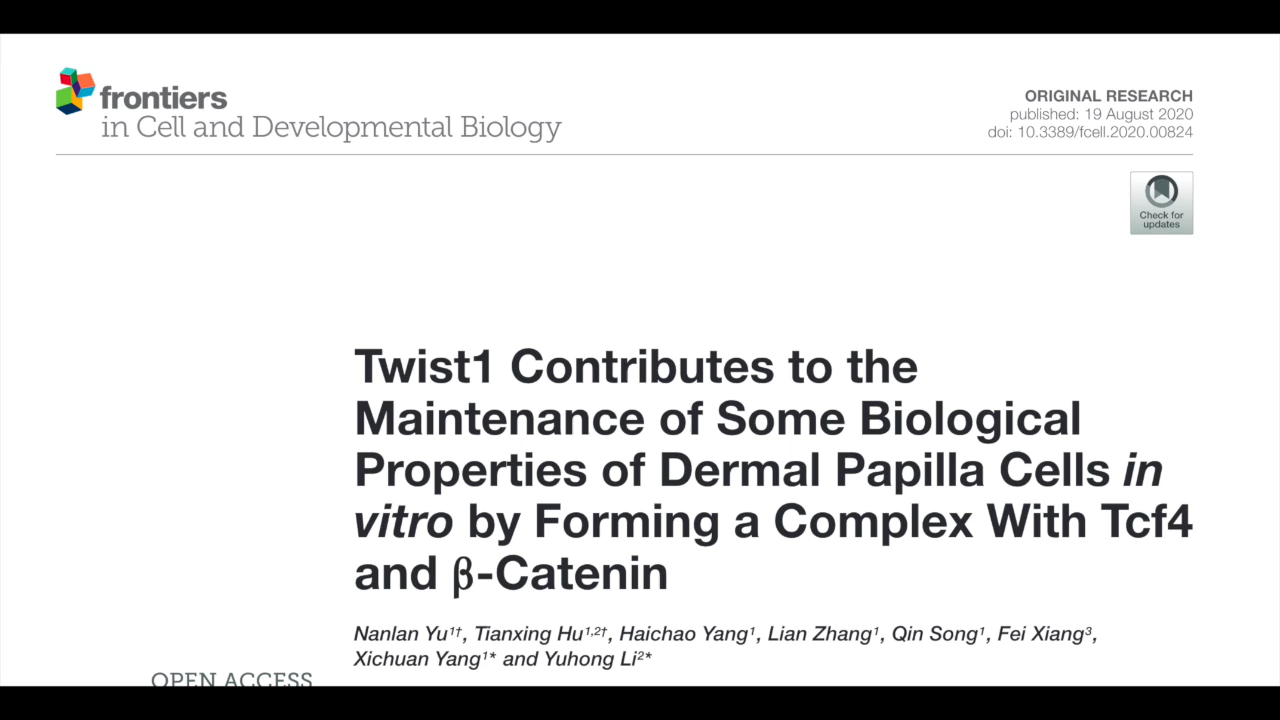 frontiers
in Cell and Developmental Biology
ORIGINAL RESEARCH
published: 19 August 2020
doi: 10.3389/fcell.2020.00824
Check for
updates
Twist1 Contributes to the
Maintenance of Some Biological
Properties of Dermal Papilla Cells in
vitro by Forming a Complex With Tcf4
and β-Catenin
Nanlan Yu¹†, Tianxing Hu¹,²†, Haichao Yang¹, Lian Zhang¹, Qin Song¹, Fei Xiang³,
Xichuan Yang¹* and Yuhong Li²*
OPEN ACCESS